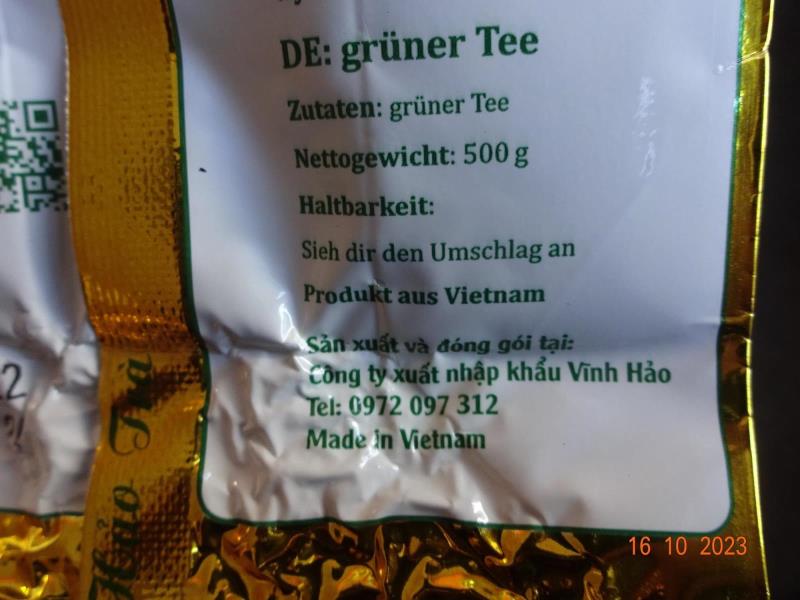 DE: grüner Tee
Zutaten: grüner Tee
Nettogewicht: 500 g
Haltbarkeit:
Sieh dir den Umschlag an
Produkt aus Vietnam
Sản xuất và đóng gói tại:
Công ty xuất nhập khẩu Vĩnh Hảo
Tel: 0972 097 312
Made in Vietnam
Hảo Trà
16 10 2023